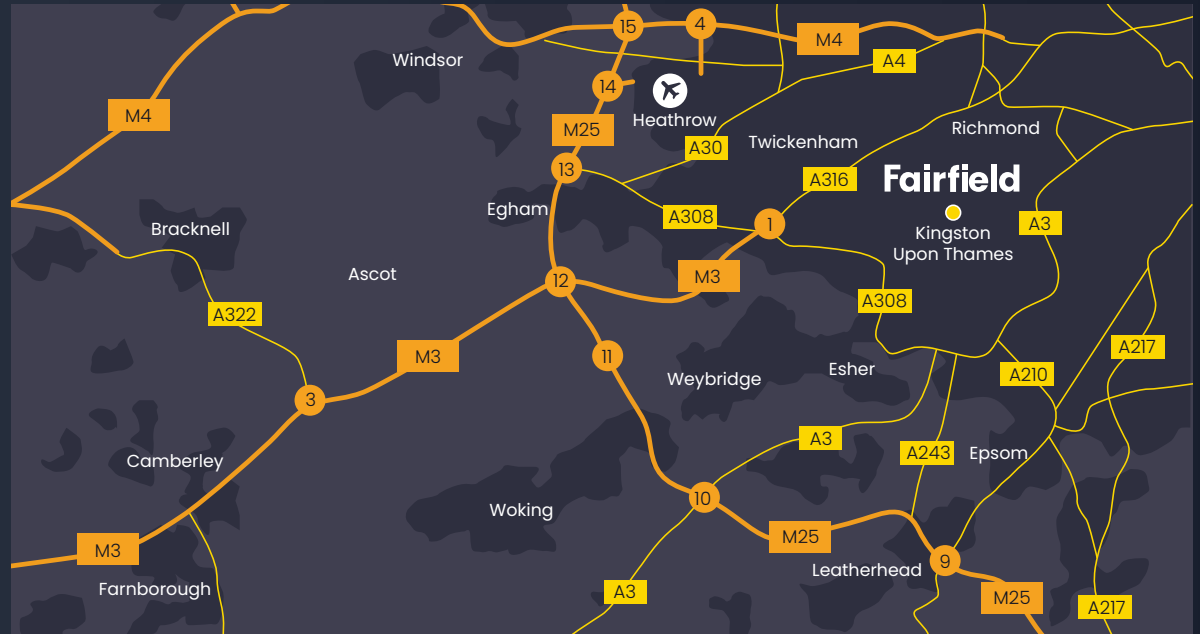 15
4
M4
A4
Windsor
14
Heathrow
M4
M25
A30
Twickenham
Richmond
13
A316
Fairfield
Egham
A308
1
A3
Bracknell
Kingston
Upon Thames
Ascot
12
M3
A308
A322
M3
11
A217
Weybridge
Esher
A210
3
A3
A243
Epsom
Camberley
10
Woking
M25
M3
9
Leatherhead
Farnborough
A3
M25
A217